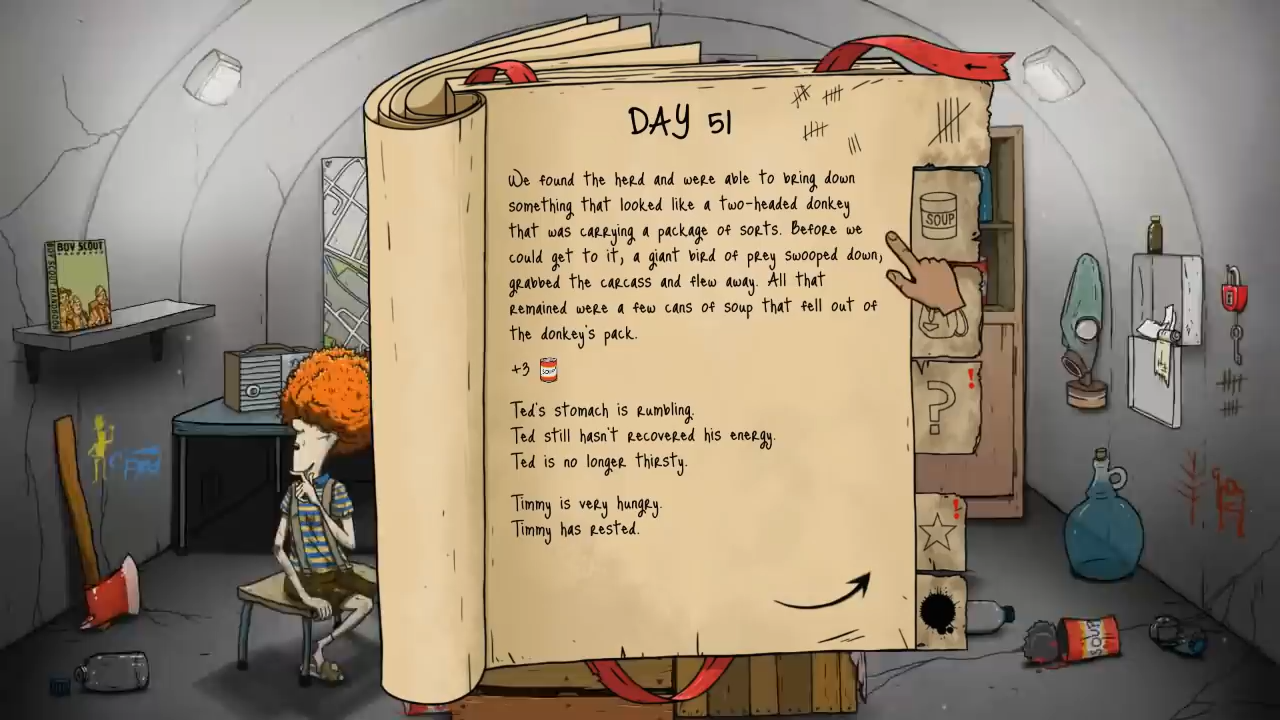 DAY 51
We found the herd and were able to bring down
something that looked like a two-headed donkey
that was carrying a package of sorts. Before we
could get to it, a giant bird of prey swooped down,
grabbed the carcass and flew away. All that
remained were a few cans of soup that fell out of
the donkey's pack.
+3 SOUP
Ted's stomach is rumbling.
Ted still hasn't recovered his energy.
Ted is no longer thirsty.
Timmy is very hungry.
Timmy has rested.
SOUP
?
!
!
BOY SCOUT
SOUP